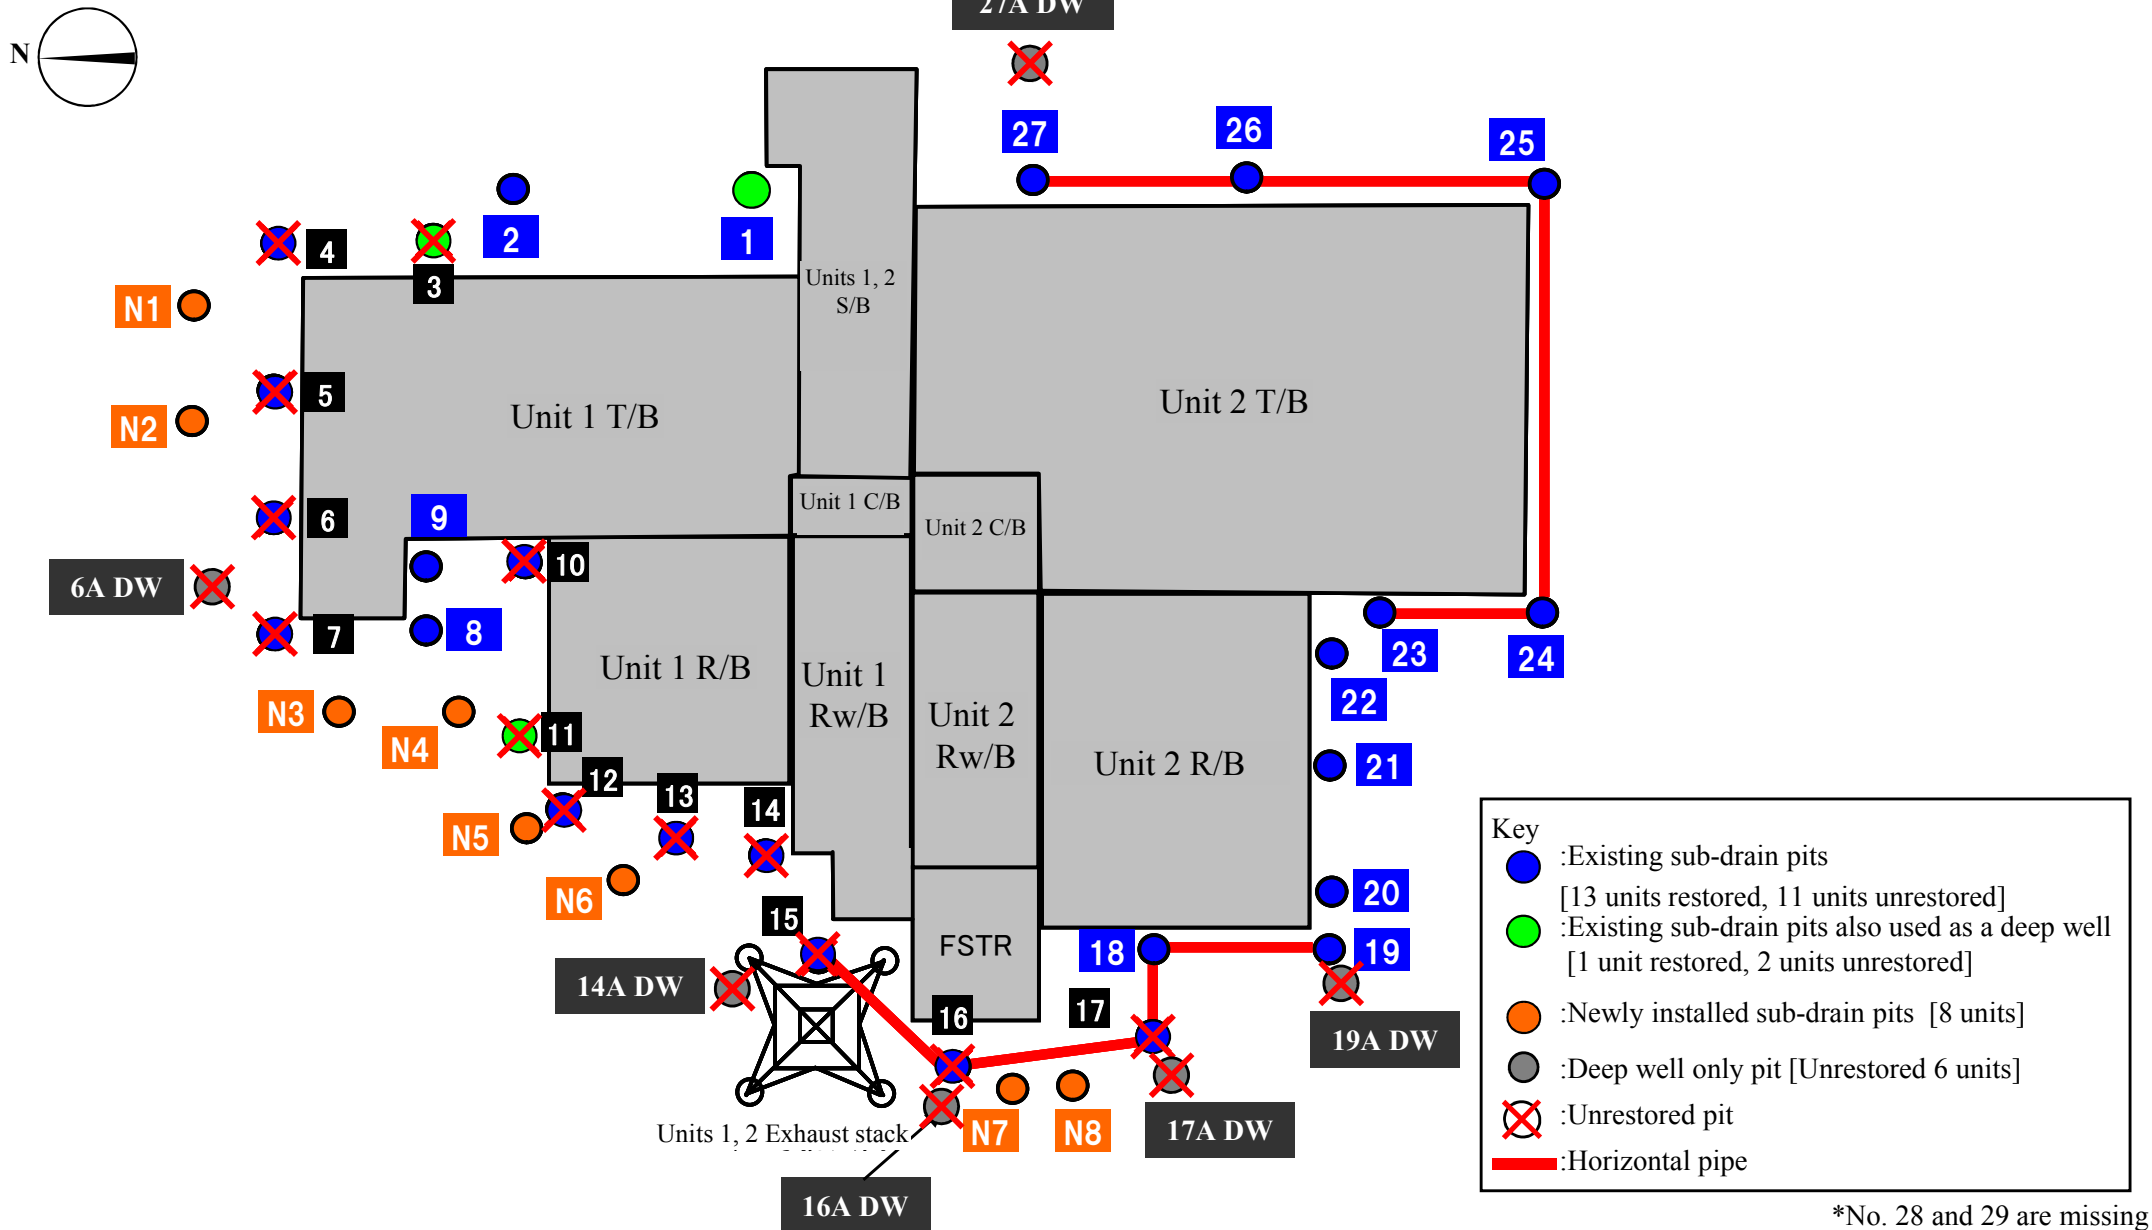 27A DW
N
27
26
25
2
1
4
3
N1
Units 1, 2
S/B
5
N2
Unit 1 T/B
Unit 2 T/B
6
9
Unit 1 C/B
Unit 2 C/B
10
6A DW
7
8
23
24
22
Unit 1 R/B
Unit 1
Rw/B
Unit 2
Rw/B
Unit 2 R/B
N3
N4
11
12
13
14
21
N5
N6
20
15
FSTR
18
19
14A DW
16
17
19A DW
N7
N8
17A DW
Units 1, 2 Exhaust stack
16A DW
Key
:Existing sub-drain pits
[13 units restored, 11 units unrestored]
:Existing sub-drain pits also used as a deep well
[1 unit restored, 2 units unrestored]
:Newly installed sub-drain pits [8 units]
:Deep well only pit [Unrestored 6 units]
:Unrestored pit
:Horizontal pipe
*No. 28 and 29 are missing